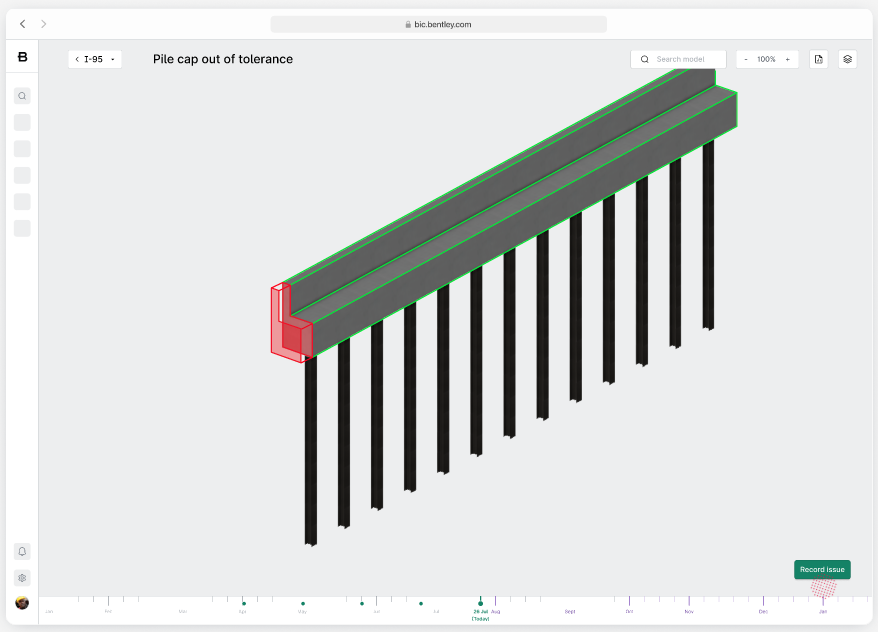 bic.bentley.com
B
I-95
Pile cap out of tolerance
Search model
- 100% +
Record issue
Jan Feb Mar Apr May Jun Jul 26 Jul Aug Sept Oct Nov Dec Jan
(Today)